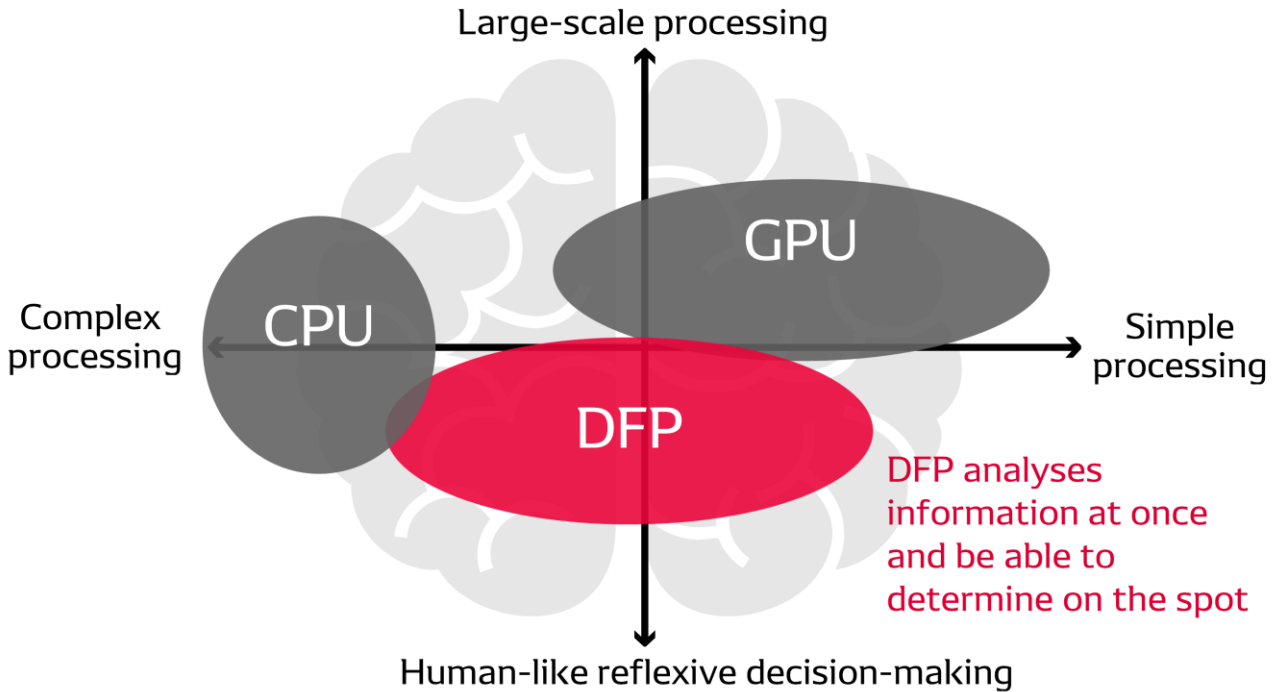 Large-scale processing
GPU
CPU
Complex
processing
Simple
processing
DFP
DFP analyses
information at once
and be able to
determine on the spot
Human-like reflexive decision-making